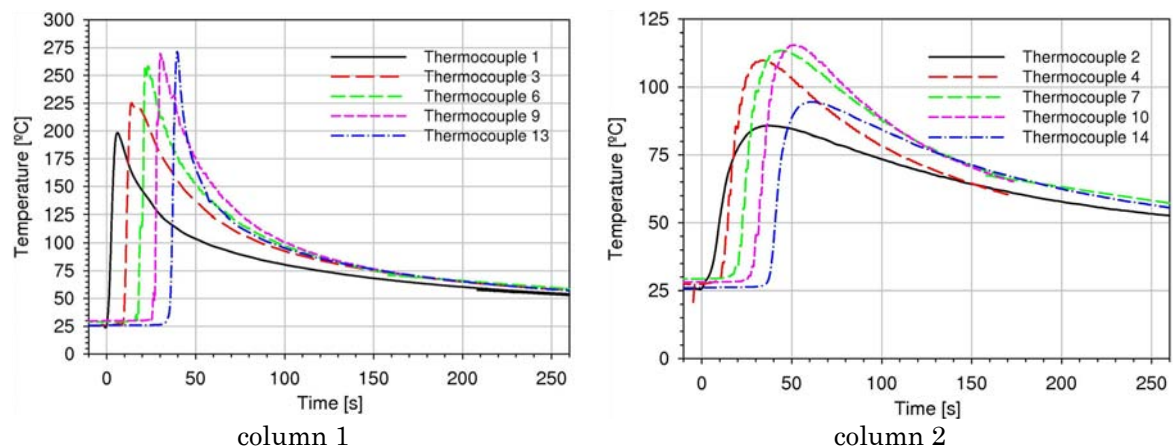 300
275
250
225
200
175
150
125
100
75
50
25
0
Temperature [ºC]
Thermocouple 1
Thermocouple 3
Thermocouple 6
Thermocouple 9
Thermocouple 13
0 50 100 150 200 250
Time [s]
column 1
125
100
75
50
25
0
Temperature [ºC]
Thermocouple 2
Thermocouple 4
Thermocouple 7
Thermocouple 10
Thermocouple 14
0 50 100 150 200 250
Time [s]
column 2